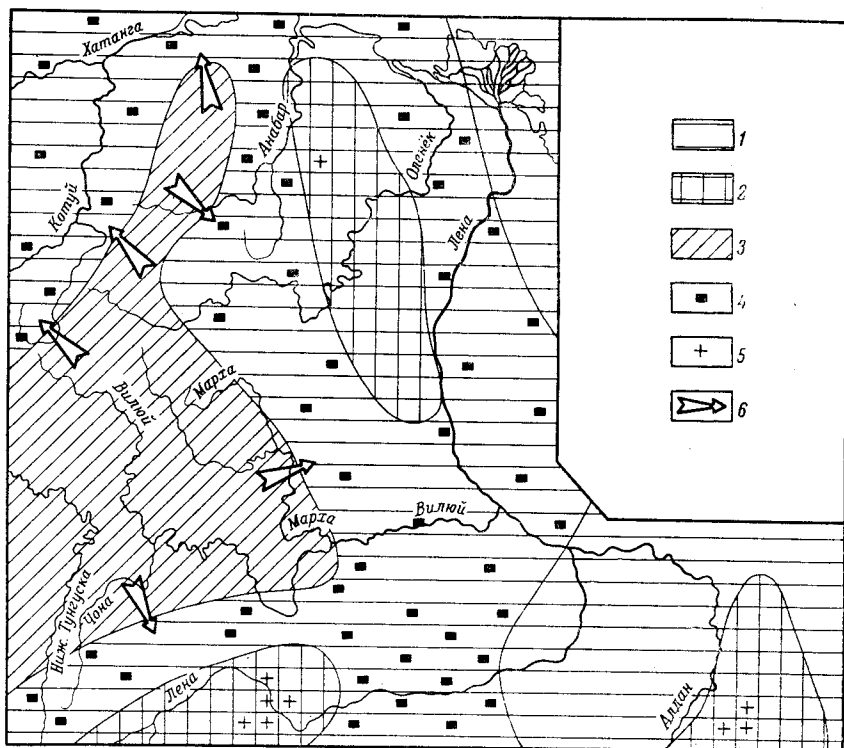 Хатанга
Анабар
Оленёк
Котуй
Лена
Марха
Вилюй
Марха
Вилюй
Ниж. Тунгуска
Чона
Лена
Алдан
1
2
3
4
5
6